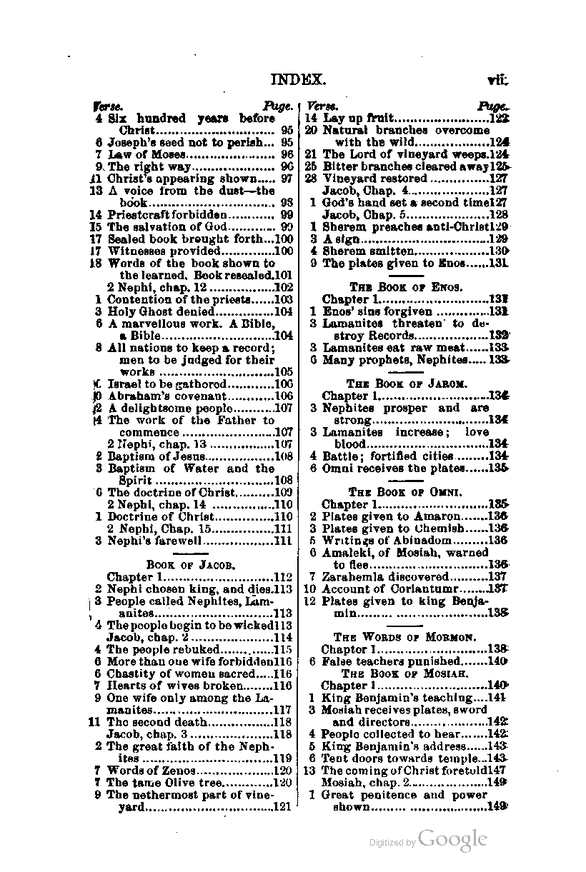 INDEX. vii.
Verse. Page.
4 Six hundred years before
Christ.............................. 95
6 Joseph's seed not to perish... 95
7 Law of Moses....................... 96
9. The right way..................... 96
11 Christ's appearing shown..... 97
13 A voice from the dust—the
book................................ 98
14 Priestcraft forbidden............ 99
15 The salvation of God............ 99
17 Sealed book brought forth...100
17 Witnesses provided..............100
18 Words of the book shown to
the learned. Book resealed.101
2 Nephi, chap. 12 ................102
1 Contention of the priests......103
3 Holy Ghost denied...............104
6 A marvellous work. A Bible,
a Bible............................104
8 All nations to keep a record;
men to be judged for their
works .............................105
Israel to be gathored............106
10 Abraham's covenant............106
12 A delightsome people...........107
14 The work of the Father to
commence .......................107
2 Nephi, chap. 13 ................107
2 Baptism of Jesus..................108
3 Baptism of Water and the
Spirit ..............................108
6 The doctrine of Christ..........109
2 Nephi, chap. 14 ................110
1 Doctrine of Christ...............110
2 Nephi, Chap. 15................111
3 Nephi's farewell..................111
BOOK OF JACOB.
Chapter 1...........................112
2 Nephi chosen king, and dies.113
3 People called Nephites, Lam-
anites..............................113
4 The people begin to be wicked113
Jacob, chap. 2 ....................114
4 The people rebuked..............115
6 More than one wife forbidden116
6 Chastity of women sacred.....116
7 Hearts of wives broken........116
9 One wife only among the La-
manites...........................117
11 The second death................118
Jacob, chap. 3 ....................118
2 The great faith of the Neph-
ites .................................119
7 Words of Zenos...................120
7 The tame Olive tree.............120
9 The nethermost part of vine-
yard................................121
Verse. Page.
14 Lay up fruit.......................122
20 Natural branches overcome
with the wild...................124
21 The Lord of vineyard weeps.124
25 Bitter branches cleared away125
28 Vineyard restored ..............127
Jacob, Chap. 4....................127
1 God's hand set a second time127
Jacob, Chap. 5....................128
1 Sherem preaches anti-Christ129
3 A sign...............................129
4 Sherem smitten...................130
9 The plates given to Enos......131
THE BOOK OF ENOS.
Chapter 1..........................131
1 Enos' sins forgiven .............131
3 Lamanites threaten to de-
stroy Records..................132
3 Lamanites eat raw meat......133
6 Many prophets, Nephites..... 133
THE BOOK OF JAROM.
Chapter 1..........................134
3 Nephites prosper and are
strong.............................134
3 Lamanites increase; love
blood..............................134
4 Battle; fortified cities ........134
6 Omni receives the plates......135
THE BOOK OF OMNI.
Chapter 1..........................135
2 Plates given to Amaron.......136
3 Plates given to Chemish......136
5 Writings of Abinadom.........136
6 Amaleki, of Mosiah, warned
to flee.............................136
7 Zarahemla discovered.........137
10 Account of Coriantumr.......137
12 Plates given to king Benja-
min................................138
THE WORDS OF MORMON.
Chapter 1..........................138
6 False teachers punished.......140
THE BOOK OF MOSIAH.
Chapter 1..........................140
1 King Benjamin's teaching....141
3 Mosiah receives plates, sword
and directors...................142
4 People collected to hear.......142
5 King Benjamin's address......143
6 Tent doors towards temple...143
13 The coming of Christ foretold147
Mosiah, chap. 2..................149
1 Great penitence and power
shown............................149
Digitized by Google